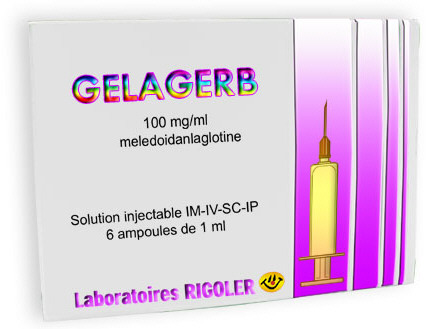 GELAGERB
100 mg/ml
meledoidanlaglotine
Solution injectable IM-IV-SC-IP
6 ampoules de 1 ml
Laboratoires RIGOLER